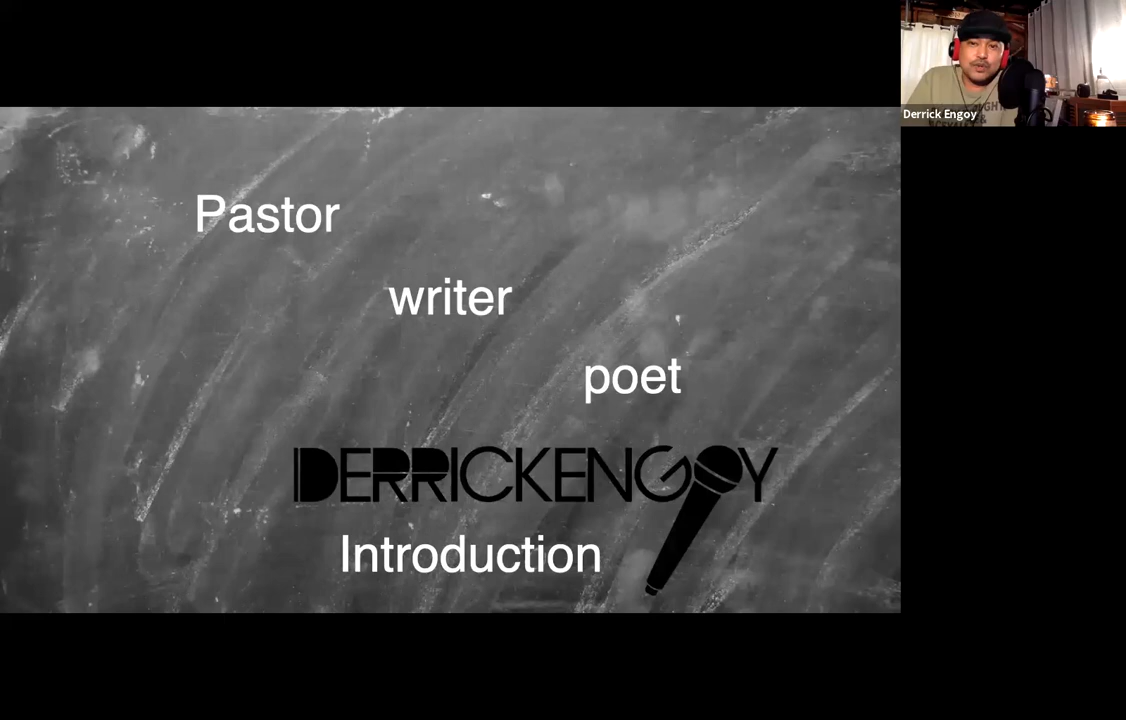 Derrick Engoy
Pastor
writer
poet
DERRICKENGOY
Introduction